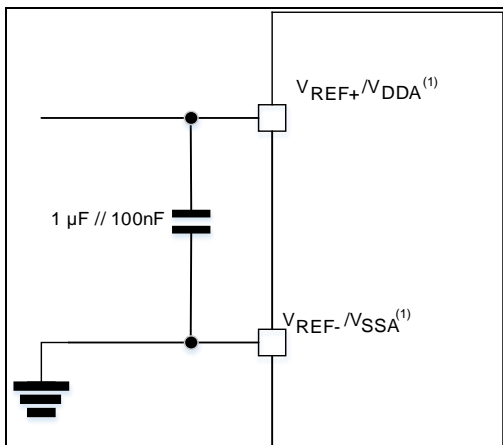 VREF+/VDDA(1)
1 µF // 100nF
VREF- /VSSA(1)